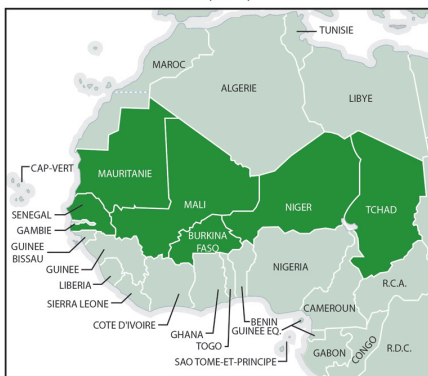 TUNISIE
MAROC
ALGERIE
LIBYE
CAP-VERT
MAURITANIE
MALI
NIGER
TCHAD
SENEGAL
GAMBIE
BURKINA
FASO
GUINEE
BISSAU
GUINEE
NIGERIA
LIBERIA
R.C.A.
SIERRA LEONE
CAMEROUN
COTE D'IVOIRE
GHANA
TOGO
BENIN
GUINEE EQ.
SAO TOME-ET-PRINCIPE
GABON
CONGO
R.D.C.